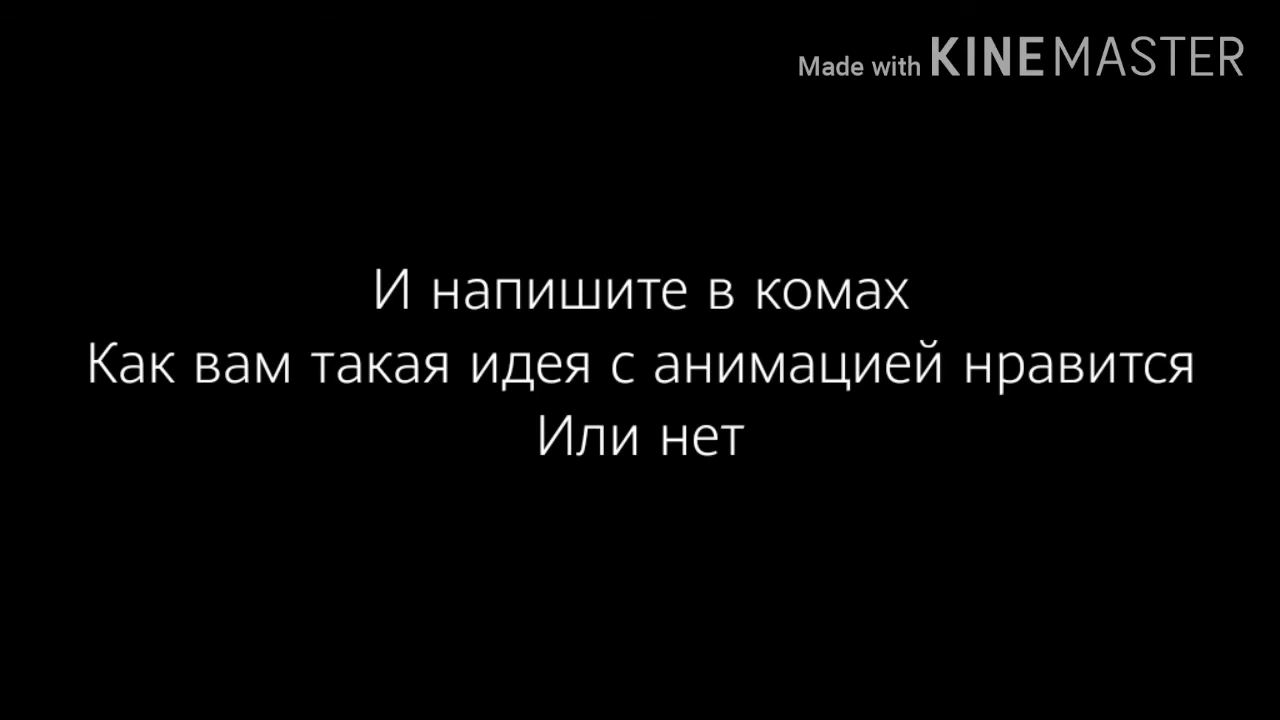 Made with KINEMASTER
И напишите в комах
Как вам такая идея с анимацией нравится
Или нет